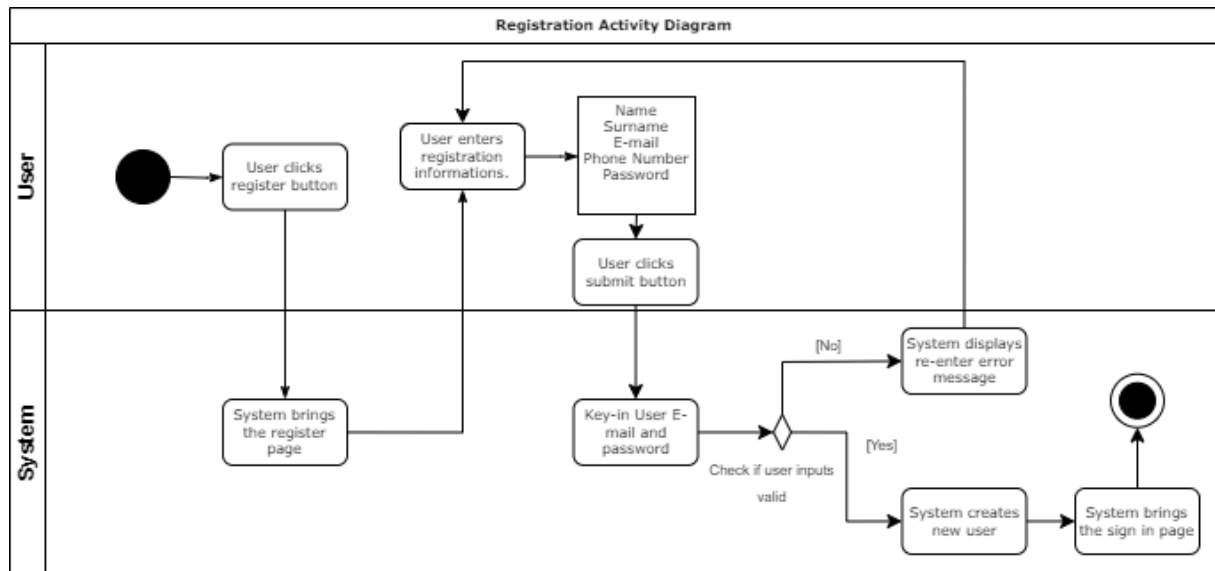 Registration Activity Diagram
User
User clicks
register button
User enters
registration
informations.
Name
Surname
E-mail
Phone Number
Password
User clicks
submit button
System
System brings
the register
page
Key-in User E-
mail and
password
Check if user inputs
valid
[No]
System displays
re-enter error
message
[Yes]
System creates
new user
System brings
the sign in page